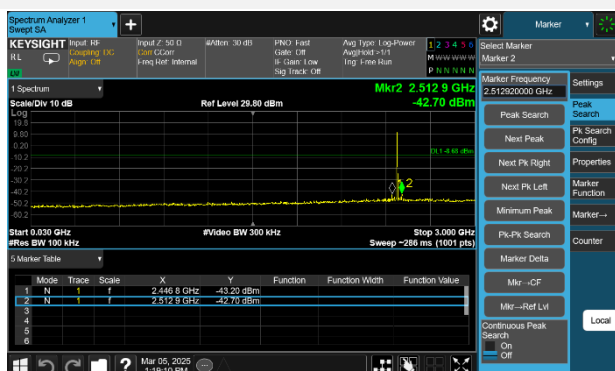 Spectrum Analyzer 1
Swept SA
+
Marker
KEYSIGHT Input: RF
Input Z: 50 Ω
#Atten: 30 dB
PNO: Fast
Avg Type: Log-Power
1 2 3 4 5 6
RL
Coupling: DC
Corr CCorr
Gate: Off
Avg|Hold:>1/1
M W W W W W
Align: Off
Freq Ref: Internal
IF Gain: Low
Trig: Free Run
Sig Track: Off
P N N N N N
LNI
Select Marker
Marker 2
1 Spectrum
Mkr2 2.512 9 GHz
Scale/Div 10 dB
Ref Level 29.80 dBm
-42.70 dBm
Log
19.8
9.80
0.20
-10.2
-20.2
-30.2
-40.2
-50.2
-60.2
2
Start 0.030 GHz
#Video BW 300 kHz
Stop 3.000 GHz
#Res BW 100 kHz
Sweep ~286 ms (1001 pts)
5 Marker Table
Mode Trace Scale X Y Function Function Width Function Value
1 N 1 f 2.446 8 GHz -43.20 dBm
2 N 1 f 2.512 9 GHz -42.70 dBm
3
4
5
6
Marker Frequency
2.512920000 GHz
Peak Search
Next Peak
Next Pk Right
Next Pk Left
Minimum Peak
Pk-Pk Search
Marker Delta
Mkr→CF
Mkr→Ref Lvl
Continuous Peak
Search
On
Off
Settings
Peak
Search
Pk Search
Config
Properties
Marker
Function
Marker→
Counter
Local
?
Mar 05, 2025
1:19:10 PM